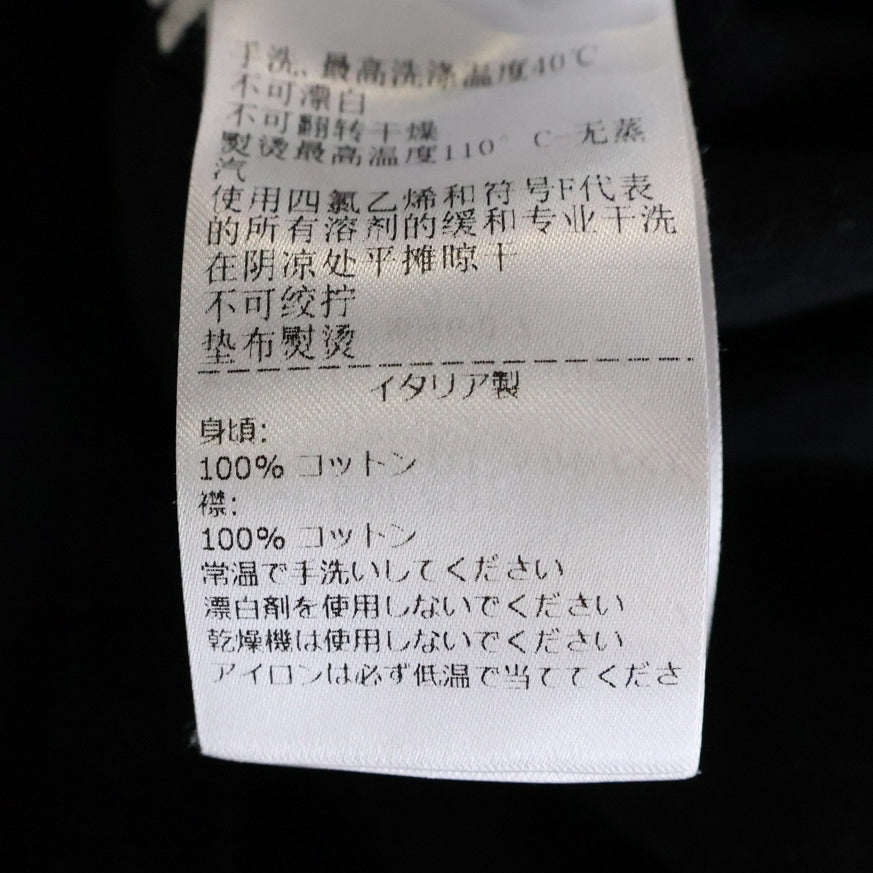 手洗、最高洗涤温度40℃
不可漂白
不可翻转干燥
熨烫最高温度110° C-无蒸
汽
使用四氯乙烯和符号F代表
的所有溶剂的缓和专业干洗
在阴凉处平摊晾干
不可绞拧
垫布熨烫
イタリア製
身頃:
100% コットン
襟:
100% コットン
常温で手洗いしてください
漂白剤を使用しないでください
乾燥機は使用しないでください
アイロンは必ず低温で当ててくださ